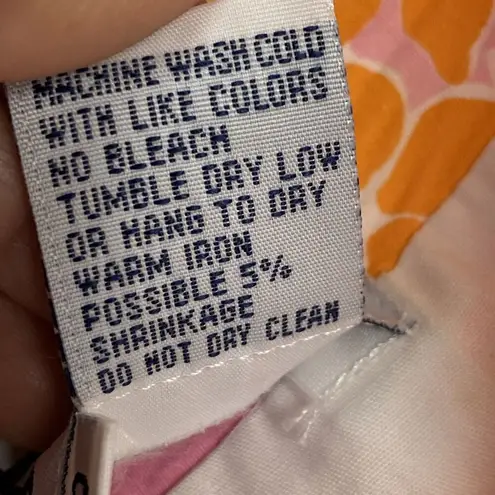 MACHINE WASH COLD
WITH LIKE COLORS
NO BLEACH
TUMBLE DRY LOW
OR HANG TO DRY
WARM IRON
POSSIBLE 5%
SHRINKAGE
DO NOT DRY CLEAN